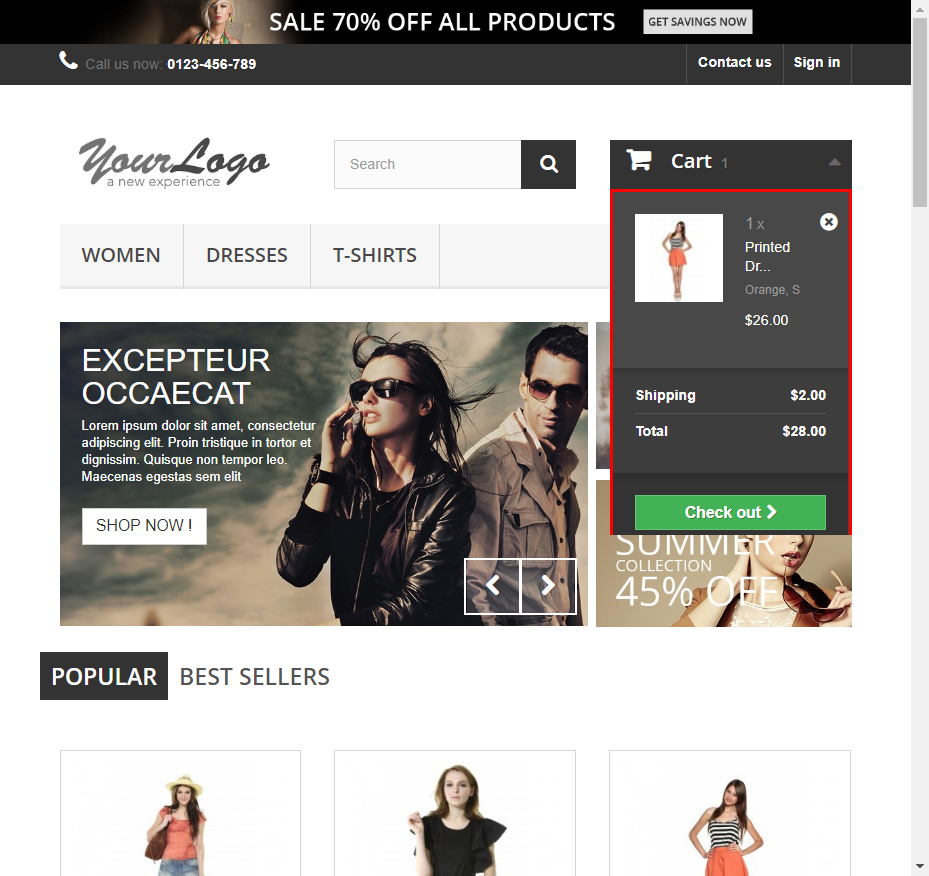 SALE 70% OFF ALL PRODUCTS
GET SAVINGS NOW
Call us now: 0123-456-789
Contact us
Sign in
YourLogo
a new experience
Search
Cart 1
WOMEN
DRESSES
T-SHIRTS
1 x
Printed
Dr...
Orange, S
$26.00
Shipping $2.00
Total $28.00
Check out
EXCEPTEUR
OCCAECAT
Lorem ipsum dolor sit amet, consectetur
adipiscing elit. Proin tristique in tortor et
dignissim. Quisque non tempor leo.
Maecenas egestas sem elit
SHOP NOW !
SUMMER
COLLECTION
45% OFF
POPULAR
BEST SELLERS